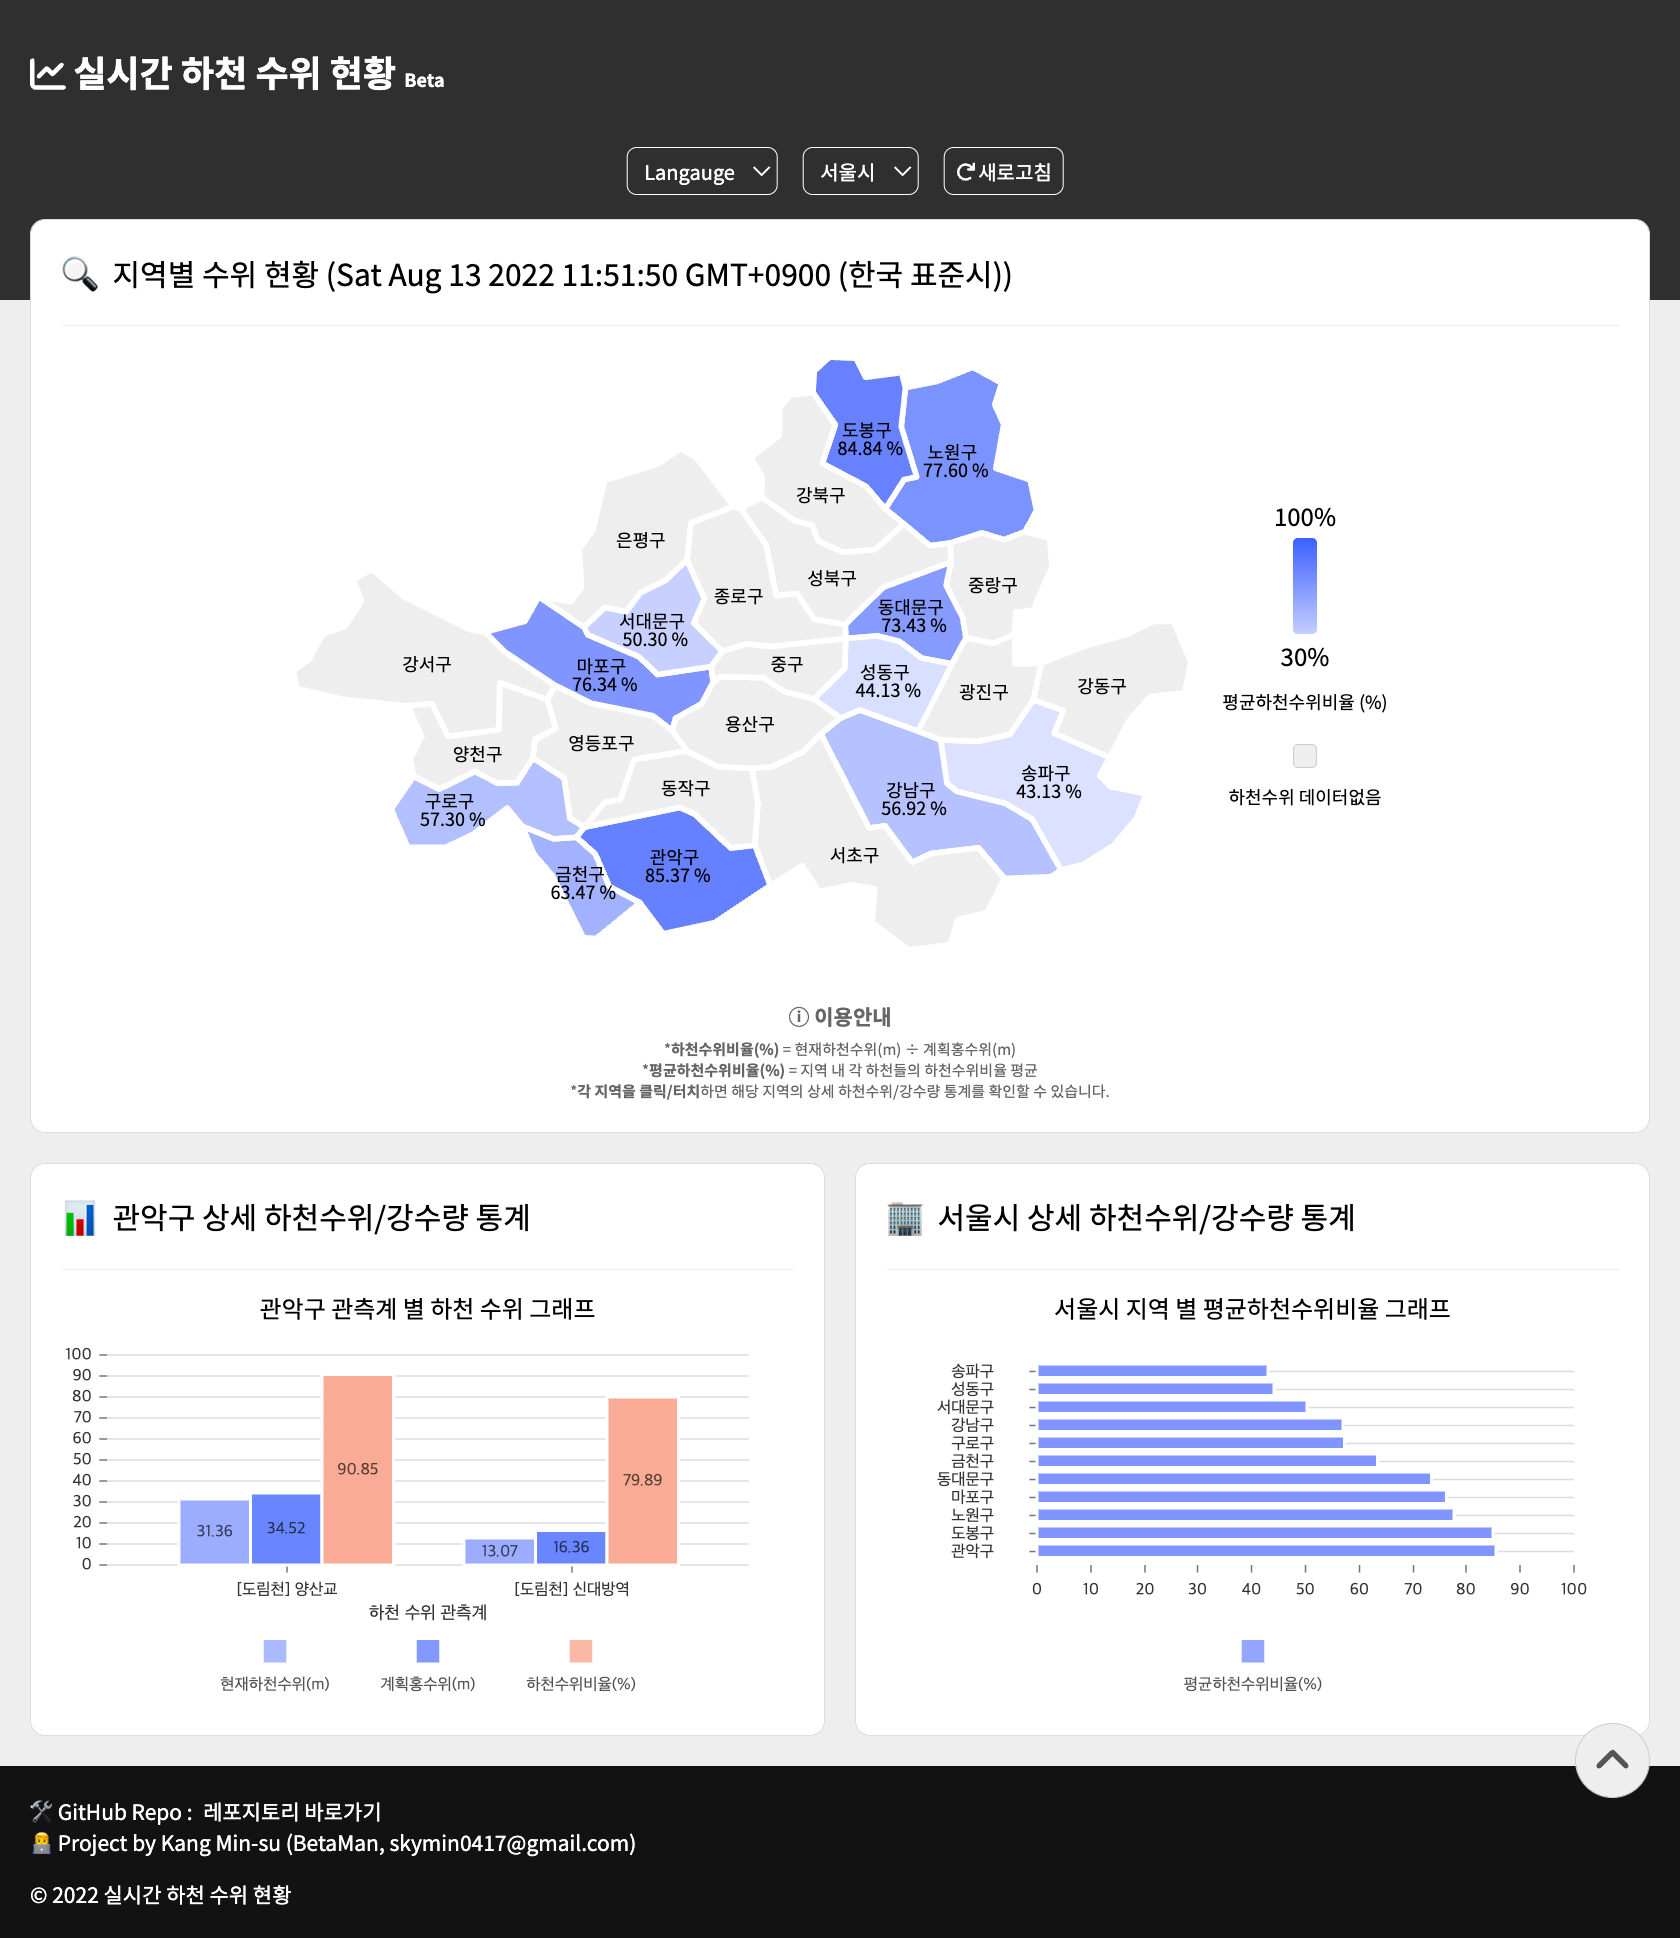 실시간 하천 수위 현황 Beta
Langauge
서울시
새로고침
지역별 수위 현황 (Sat Aug 13 2022 11:51:50 GMT+0900 (한국 표준시))
도봉구
84.84 %
노원구
77.60 %
강북구
은평구
성북구
중랑구
종로구
동대문구
73.43 %
서대문구
50.30 %
강서구
마포구
76.34 %
중구
성동구
44.13 %
광진구
강동구
용산구
양천구
영등포구
동작구
송파구
43.13 %
강남구
56.92 %
구로구
57.30 %
서초구
관악구
85.37 %
금천구
63.47 %
100%
30%
평균하천수위비율 (%)
하천수위 데이터없음
이용안내
*하천수위비율(%) = 현재하천수위(m) ÷ 계획홍수위(m)
*평균하천수위비율(%) = 지역 내 각 하천들의 하천수위비율 평균
*각 지역을 클릭/터치하면 해당 지역의 상세 하천수위/강수량 통계를 확인할 수 있습니다.
관악구 상세 하천수위/강수량 통계
관악구 관측계 별 하천 수위 그래프
100
90
80
70
60
50
40
30
20
10
0
31.36
34.52
90.85
13.07
16.36
79.89
[도림천] 양산교
[도림천] 신대방역
하천 수위 관측계
현재하천수위(m)
계획홍수위(m)
하천수위비율(%)
서울시 상세 하천수위/강수량 통계
서울시 지역 별 평균하천수위비율 그래프
송파구
성동구
서대문구
강남구
구로구
금천구
동대문구
마포구
노원구
도봉구
관악구
0 10 20 30 40 50 60 70 80 90 100
평균하천수위비율(%)
GitHub Repo : 레포지토리 바로가기
Project by Kang Min-su (BetaMan, skymin0417@gmail.com)
© 2022 실시간 하천 수위 현황